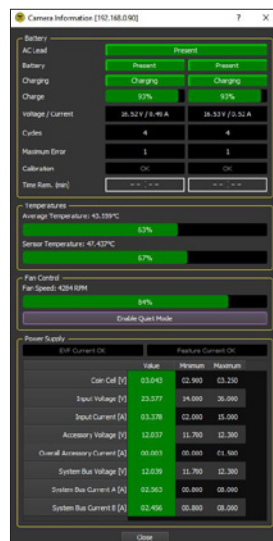 Camera Information [192.168.0.90] ? X
Battery
AC Lead Present
Battery Present Present
Charging Charging Charging
Charge 93% 93%
Voltage / Current 16.52 V / 0.49 A 16.53 V / 0.52 A
Cycles 4 4
Maximum Error 1 1
Calibration OK OK
Time Rem. (min) --:-- --:--
Temperatures
Average Temperature: 43.199°C
63%
Sensor Temperature: 47.437°C
67%
Fan Control
Fan Speed: 4284 RPM
84%
Enable Quiet Mode
Power Supply
EVF Current OK Feature Current OK
Value Minimum Maximum
Coin Cell [V] 03.043 02.900 03.250
Input Voltage [V] 23.577 14.000 36.000
Input Current [A] 03.378 02.000 15.000
Accessory Voltage [V] 12.037 11.700 12.300
Overall Accessory Current [A] 00.003 00.000 01.500
System Bus Voltage [V] 12.039 11.700 12.300
System Bus Current A [A] 02.563 00.800 08.000
System Bus Current B [A] 02.456 00.800 08.000
Close